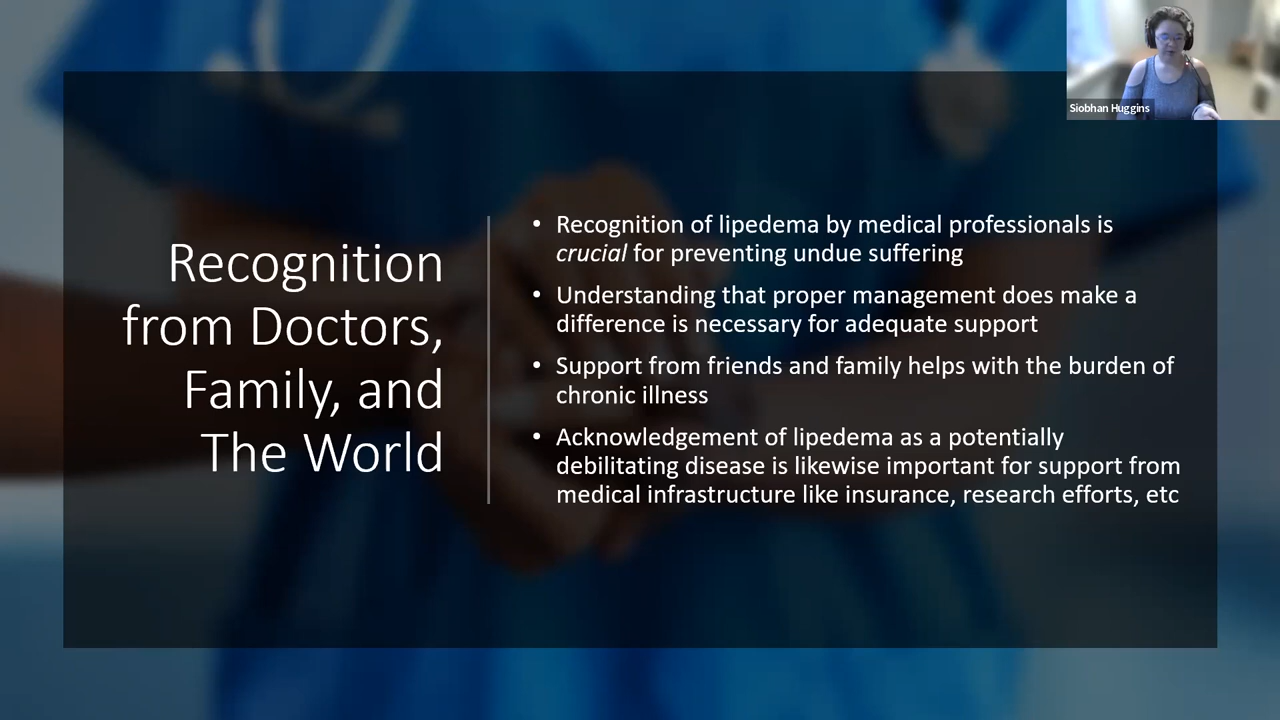 Siobhan Huggins
Recognition
from Doctors,
Family, and
The World
• Recognition of lipedema by medical professionals is
crucial for preventing undue suffering
• Understanding that proper management does make a
difference is necessary for adequate support
• Support from friends and family helps with the burden of
chronic illness
• Acknowledgement of lipedema as a potentially
debilitating disease is likewise important for support from
medical infrastructure like insurance, research efforts, etc